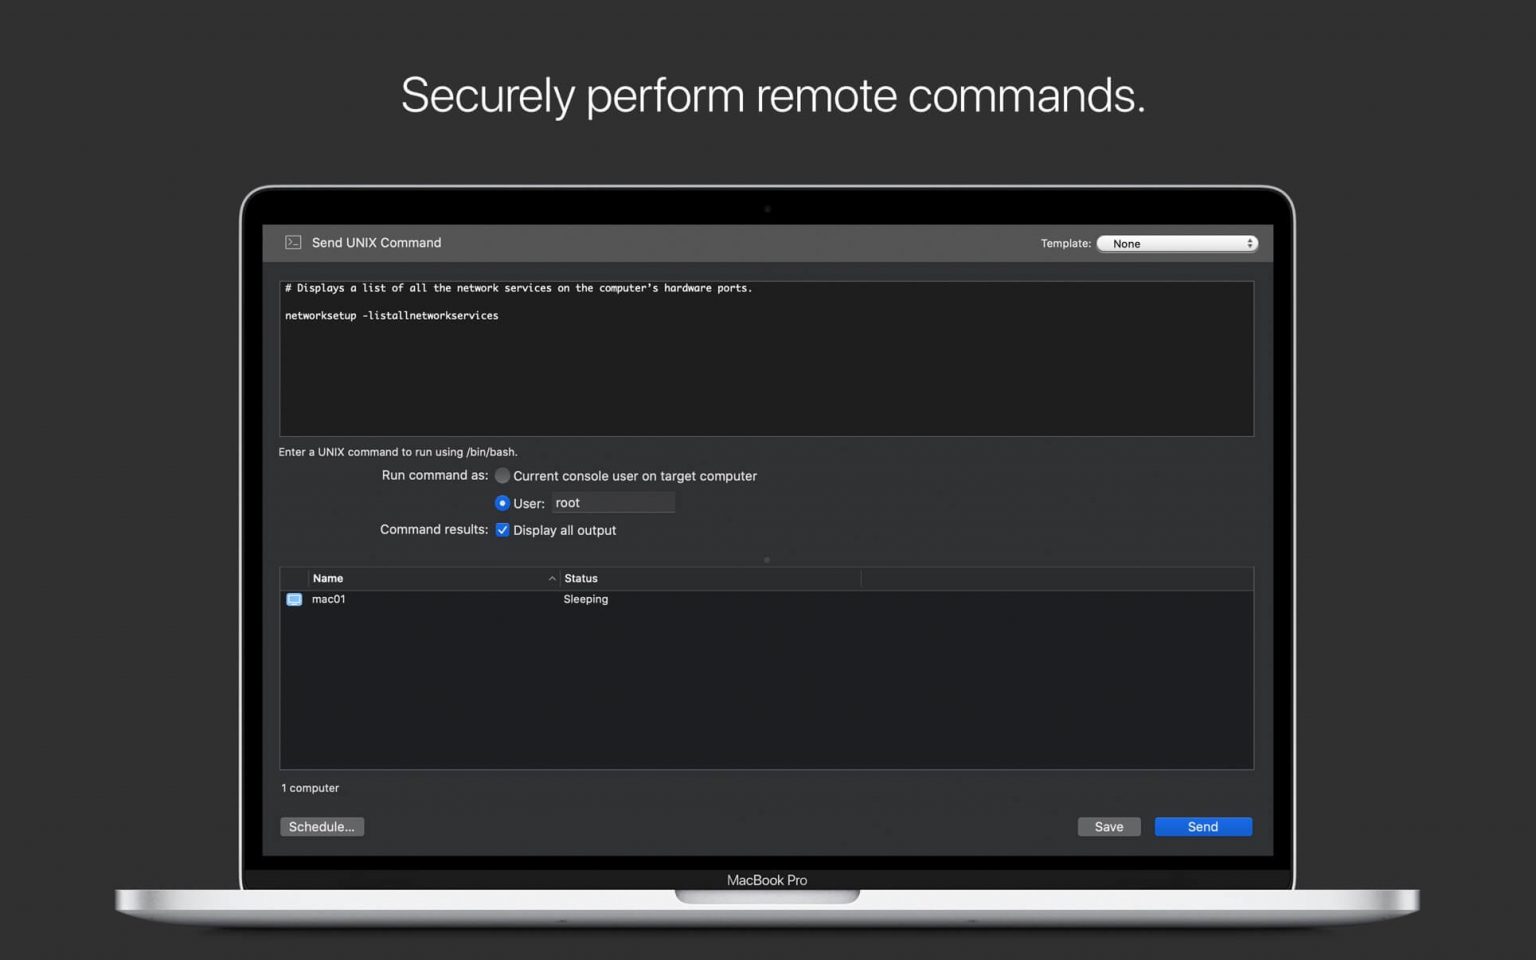 Securely perform remote commands.
Send UNIX Command
Template: None
# Displays a list of all the network services on the computer's hardware ports.
networksetup -listallnetworkservices
Enter a UNIX command to run using /bin/bash.
Run command as: Current console user on target computer
User: root
Command results: Display all output
Name Status
mac01 Sleeping
1 computer
Schedule... Save Send
MacBook Pro